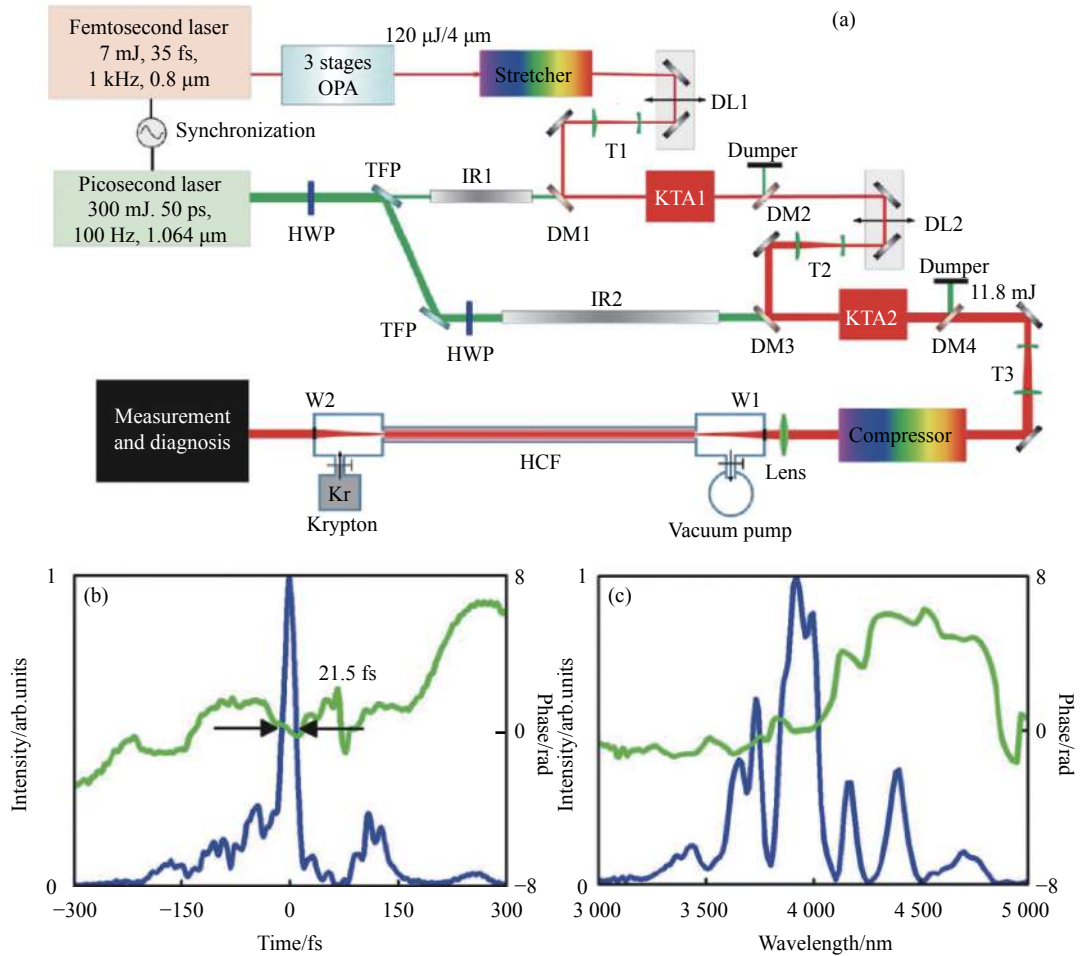 (a)
Femtosecond laser
7 mJ, 35 fs,
1 kHz, 0.8 μm
3 stages
OPA
120 μJ/4 μm
Stretcher
DL1
T1
Synchronization
Picosecond laser
300 mJ. 50 ps,
100 Hz, 1.064 μm
HWP
TFP
IR1
DM1
KTA1
Dumper
DM2
DL2
T2
TFP
HWP
IR2
DM3
KTA2
Dumper
11.8 mJ
DM4
T3
Measurement
and diagnosis
W2
Kr
Krypton
HCF
W1
Vacuum pump
Lens
Compressor
(b)
1
0
Intensity/arb.units
21.5 fs
8
0
−8
Phase/rad
−300
−150
0
150
300
Time/fs
(c)
1
0
Intensity/arb.units
8
0
−8
Phase/rad
3 000
3 500
4 000
4 500
5 000
Wavelength/nm